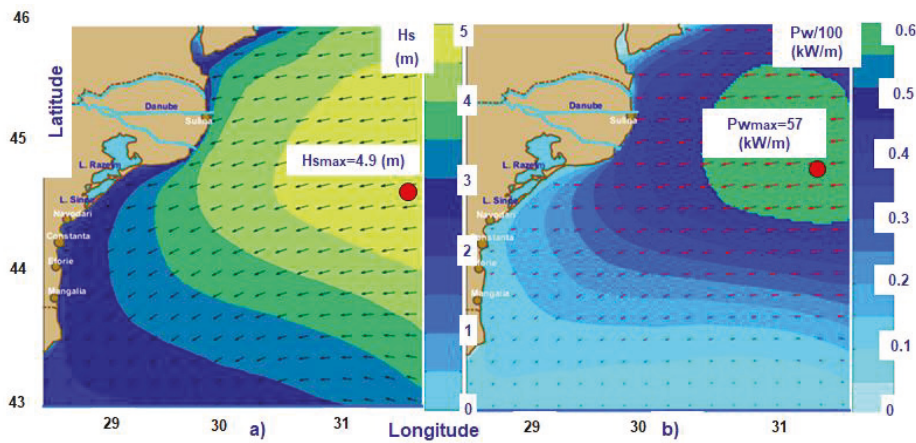 46
45
44
43
Latitude
Hs
(m)
5
4
3
2
1
0
Danube
Sulina
L. Razelm
L. Sinoe
Navodari
Constanta
Eforie
Mangalia
Hsmax=4.9 (m)
29
30
31
a)
Longitude
Pw/100
(kW/m)
0.6
0.5
0.4
0.3
0.2
0.1
0
Danube
Sulina
L. Razelm
L. Sinoe
Navodari
Constanta
Eforie
Mangalia
Pwmax=57
(kW/m)
29
30
31
b)